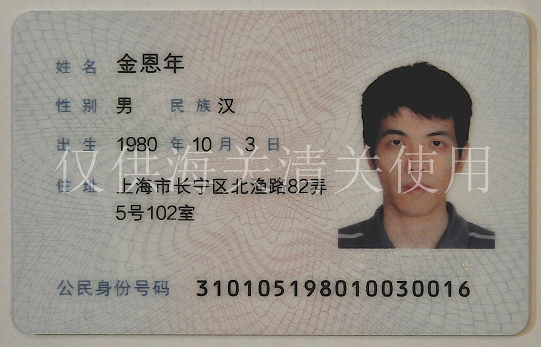 姓名 金恩年
性别 男 民族 汉
出生 1980 年 10 月 3 日
仅供海关清关使用
住址 上海市长宁区北渔路82弄
5号102室
公民身份号码 310105198010030016